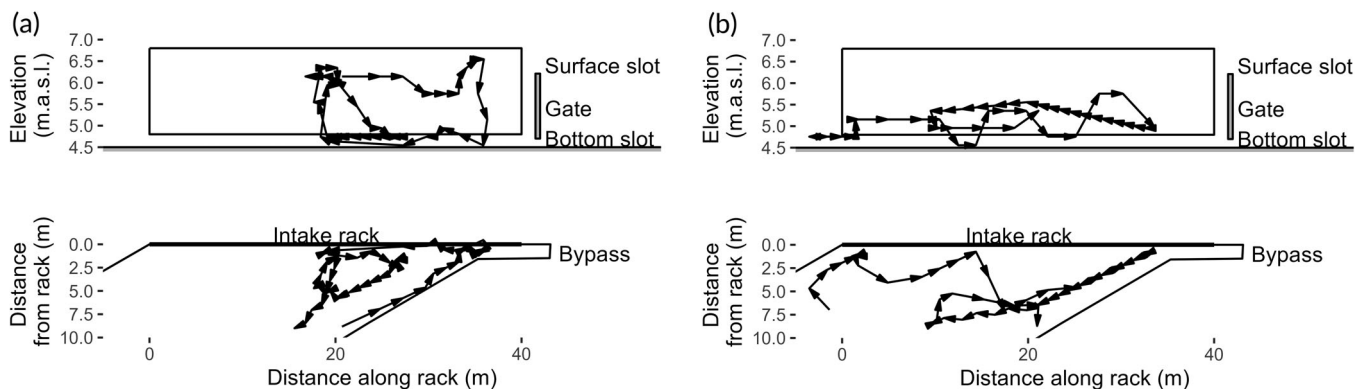 (a)
Elevation
(m.a.s.l.)
7.0
6.5
6.0
5.5
5.0
4.5
Surface slot
Gate
Bottom slot
Distance
from rack (m)
0.0
2.5
5.0
7.5
10.0
Intake rack
Bypass
0
20
40
Distance along rack (m)
(b)
Elevation
(m.a.s.l.)
7.0
6.5
6.0
5.5
5.0
4.5
Surface slot
Gate
Bottom slot
Distance
from rack (m)
0.0
2.5
5.0
7.5
10.0
Intake rack
Bypass
0
20
40
Distance along rack (m)